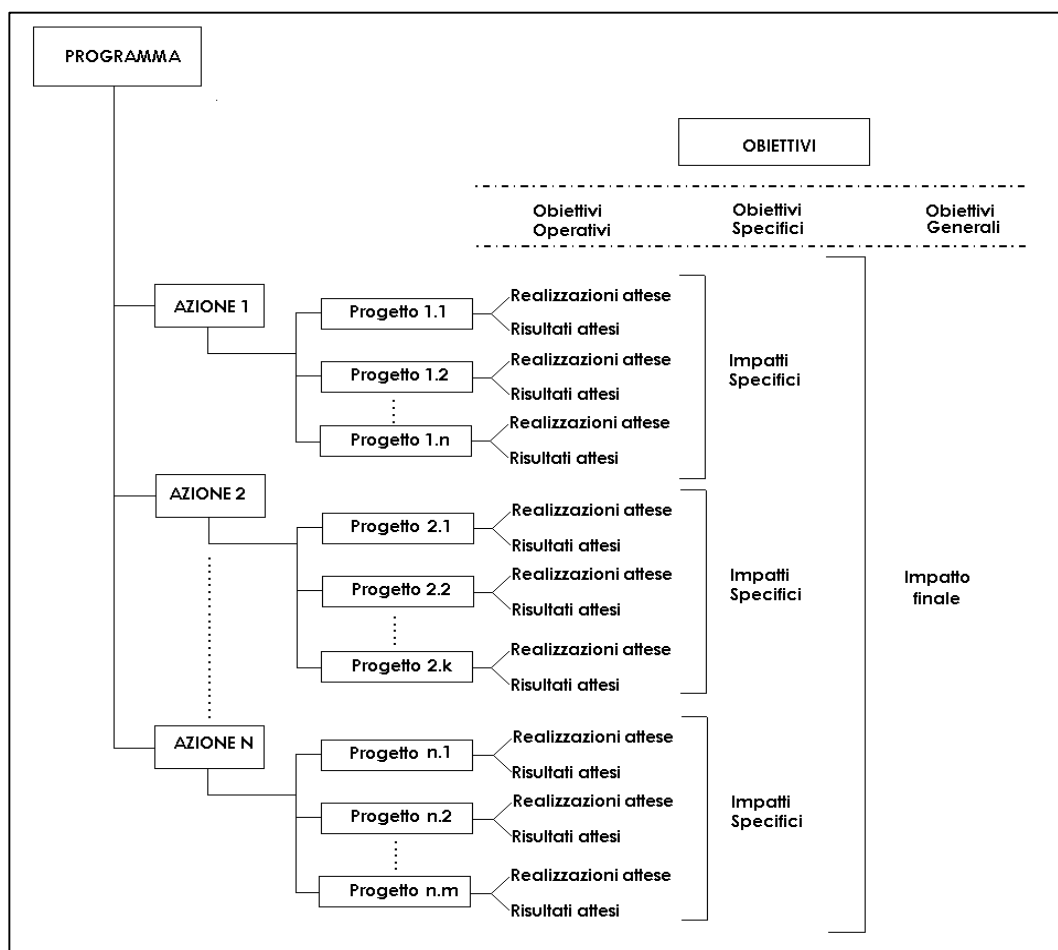 PROGRAMMA
OBIETTIVI
Obiettivi
Operativi
Obiettivi
Specifici
Obiettivi
Generali
AZIONE 1
Progetto 1.1
Realizzazioni attese
Risultati attesi
Progetto 1.2
Realizzazioni attese
Risultati attesi
Progetto 1.n
Realizzazioni attese
Risultati attesi
Impatti
Specifici
AZIONE 2
Progetto 2.1
Realizzazioni attese
Risultati attesi
Progetto 2.2
Realizzazioni attese
Risultati attesi
Progetto 2.k
Realizzazioni attese
Risultati attesi
Impatti
Specifici
Impatto
finale
AZIONE N
Progetto n.1
Realizzazioni attese
Risultati attesi
Progetto n.2
Realizzazioni attese
Risultati attesi
Progetto n.m
Realizzazioni attese
Risultati attesi
Impatti
Specifici